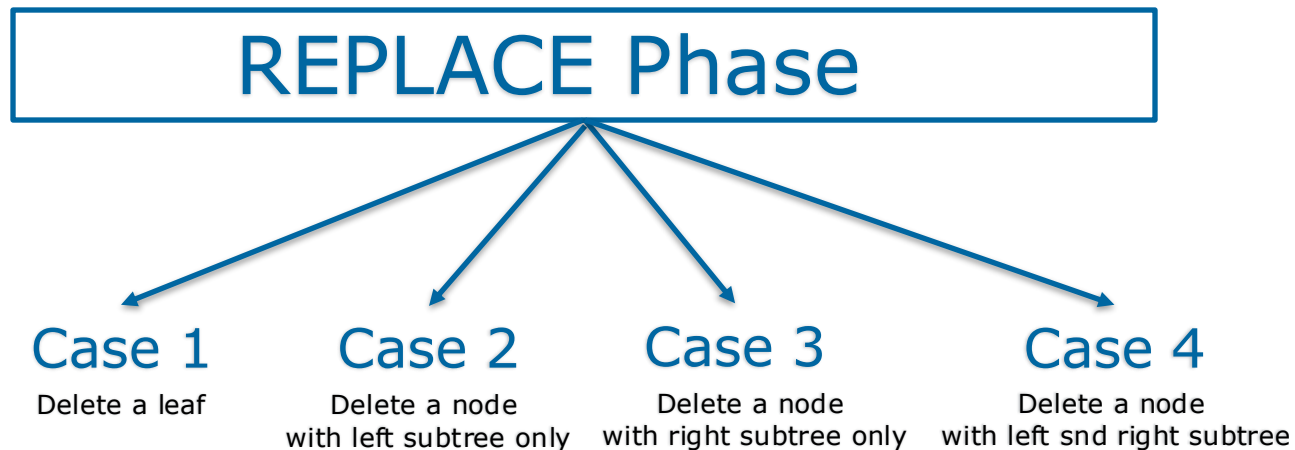 REPLACE Phase
Case 1
Delete a leaf
Case 2
Delete a node
with left subtree only
Case 3
Delete a node
with right subtree only
Case 4
Delete a node
with left snd right subtree